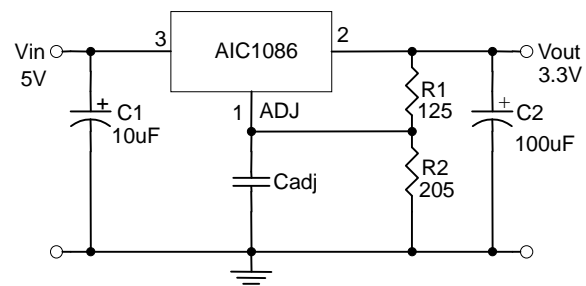 Vin
5V
3
AIC1086
2
Vout
3.3V
1
ADJ
+
C1
10uF
R1
125
+
C2
100uF
Cadj
R2
205